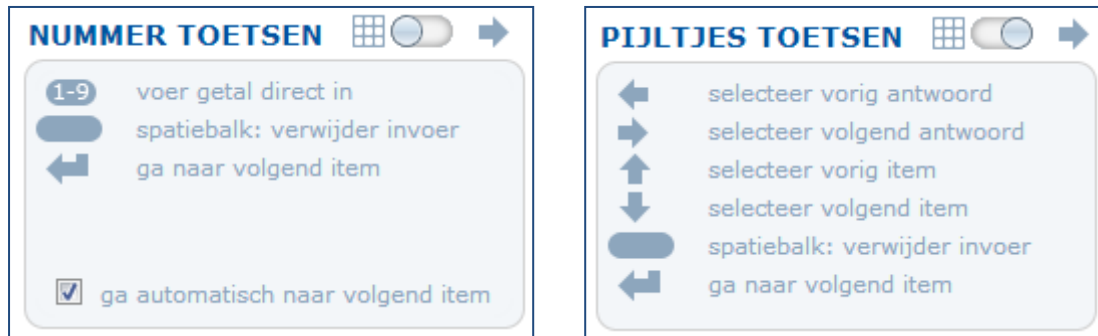 NUMMER TOETSEN
1-9 voer getal direct in
spatiebalk: verwijder invoer
ga naar volgend item
ga automatisch naar volgend item
PIJLTJES TOETSEN
selecteer vorig antwoord
selecteer volgend antwoord
selecteer vorig item
selecteer volgend item
spatiebalk: verwijder invoer
ga naar volgend item